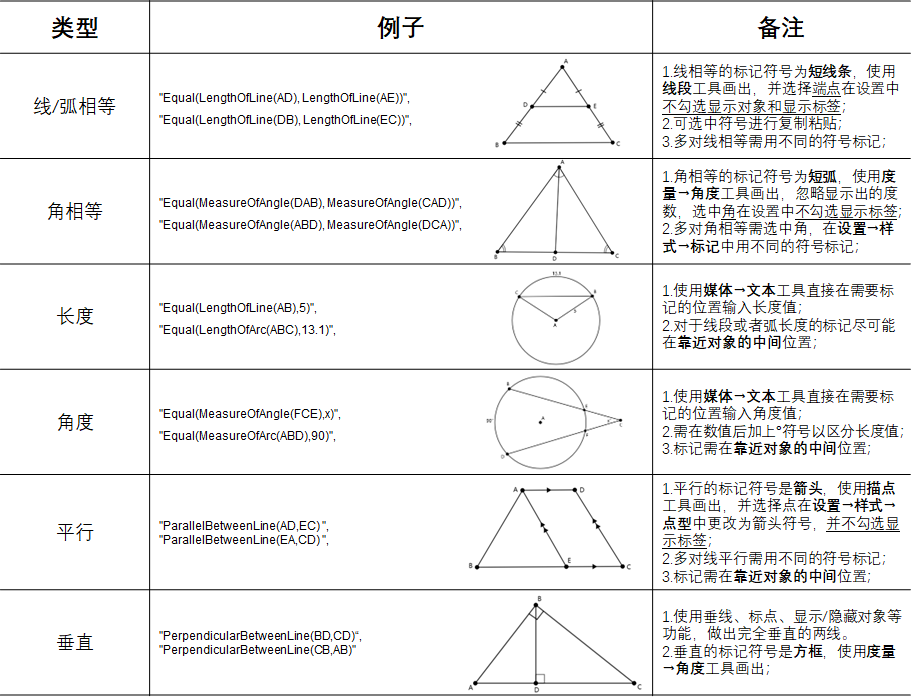 类型
例子
备注
线/弧相等
"Equal(LengthOfLine(AD), LengthOfLine(AE))",
"Equal(LengthOfLine(DB), LengthOfLine(EC))",
A
D
E
B
C
1.线相等的标记符号为短线条，使用
线段工具画出，并选择端点在设置中
不勾选显示对象和显示标签；
2.可选中符号进行复制粘贴；
3.多对线相等需用不同的符号标记；
角相等
"Equal(MeasureOfAngle(DAB), MeasureOfAngle(CAD))",
"Equal(MeasureOfAngle(ABD), MeasureOfAngle(DCA))",
A
B
D
C
1.角相等的标记符号为短弧，使用度
量→角度工具画出，忽略显示出的度
数，选中角在设置中不勾选显示标签；
2.多对角相等需选中角，在设置→样
式→标记中用不同的符号标记；
长度
"Equal(LengthOfLine(AB),5)",
"Equal(LengthOfArc(ABC),13.1)",
13.1
C
B
5
A
1.使用媒体→文本工具直接在需要标
记的位置输入长度值；
2.对于线段或者弧长度的标记尽可能
在靠近对象的中间位置；
角度
"Equal(MeasureOfAngle(FCE),x)",
"Equal(MeasureOfArc(ABD),90)",
90°
A
C
D
1.使用媒体→文本工具直接在需要标
记的位置输入角度值；
2.需在数值后加上°符号以区分长度值；
3.标记需在靠近对象的中间位置；
平行
"ParallelBetweenLine(AD,EC) ",
"ParallelBetweenLine(EA,CD) ",
A
D
B
E
C
1.平行的标记符号是箭头，使用描点
工具画出，并选择点在设置→样式→
点型中更改为箭头符号，并不勾选显
示标签；
2.多对线平行需用不同的符号标记；
3.标记需在靠近对象的中间位置；
垂直
"PerpendicularBetweenLine(BD,CD)“,
"PerpendicularBetweenLine(CB,AB)"
B
A
D
C
1.使用垂线、标点、显示/隐藏对象等
功能，做出完全垂直的两线。
2.垂直的标记符号是方框，使用度量
→角度工具画出；